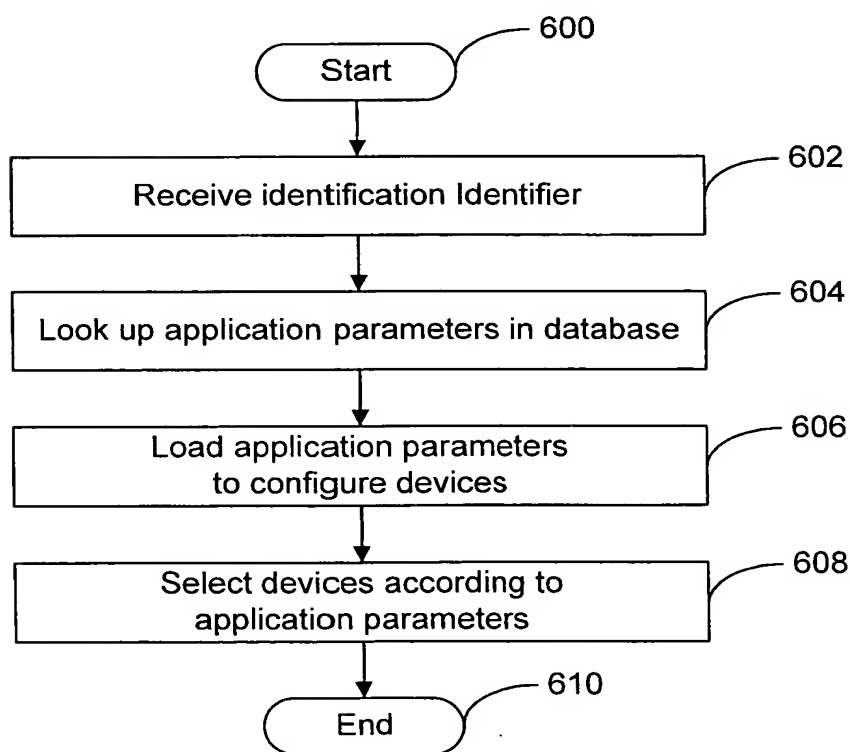 600
Start
602
Receive identification Identifier
604
Look up application parameters in database
606
Load application parameters
to configure devices
608
Select devices according to
application parameters
610
End